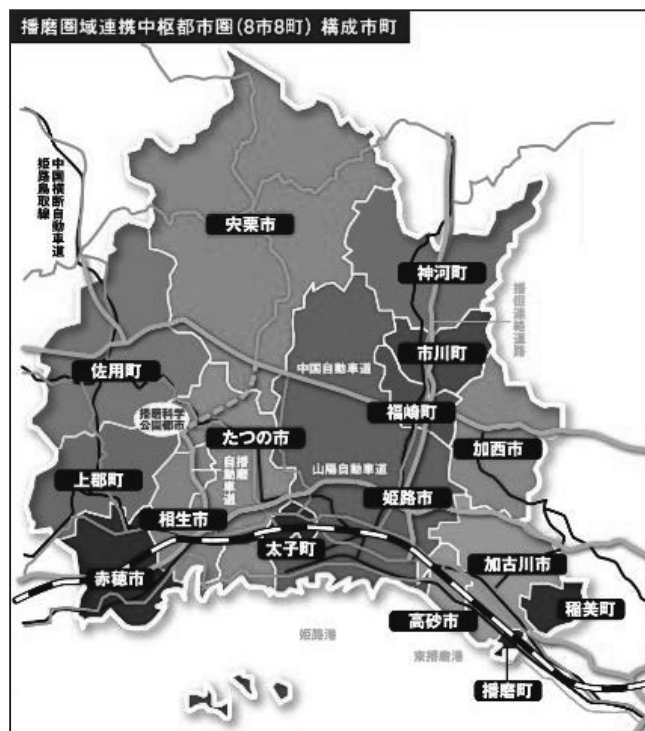 播磨圏域連携中枢都市圏(8市8町) 構成市町
中国横断自動車道
姫路鳥取線
宍粟市
神河町
播但連絡道路
市川町
佐用町
中国自動車道
播磨科学
公園都市
福崎町
たつの市
加西市
播磨
自動車道
山陽自動車道
上郡町
姫路市
相生市
太子町
赤穂市
加古川市
稲美町
高砂市
姫路港
東播磨港
播磨町